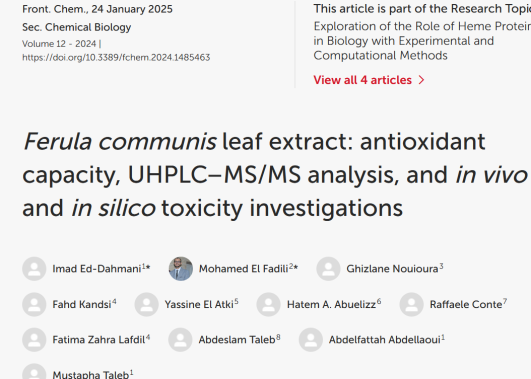 Front. Chem., 24 January 2025
Sec. Chemical Biology
Volume 12 - 2024 |
https://doi.org/10.3389/fchem.2024.1485463
This article is part of the Research Topic
Exploration of the Role of Heme Protein
in Biology with Experimental and
Computational Methods
View all 4 articles
Ferula communis leaf extract: antioxidant
capacity, UHPLC–MS/MS analysis, and in vivo
and in silico toxicity investigations
Imad Ed-Dahmani1* Mohamed El Fadili2* Ghizlane Nouioura3
Fahd Kandsi4 Yassine El Atki5 Hatem A. Abuelizz6 Raffaele Conte7
Fatima Zahra Lafdil4 Abdeslam Taleb8 Abdelfattah Abdellaoui1
Mustapha Taleb1